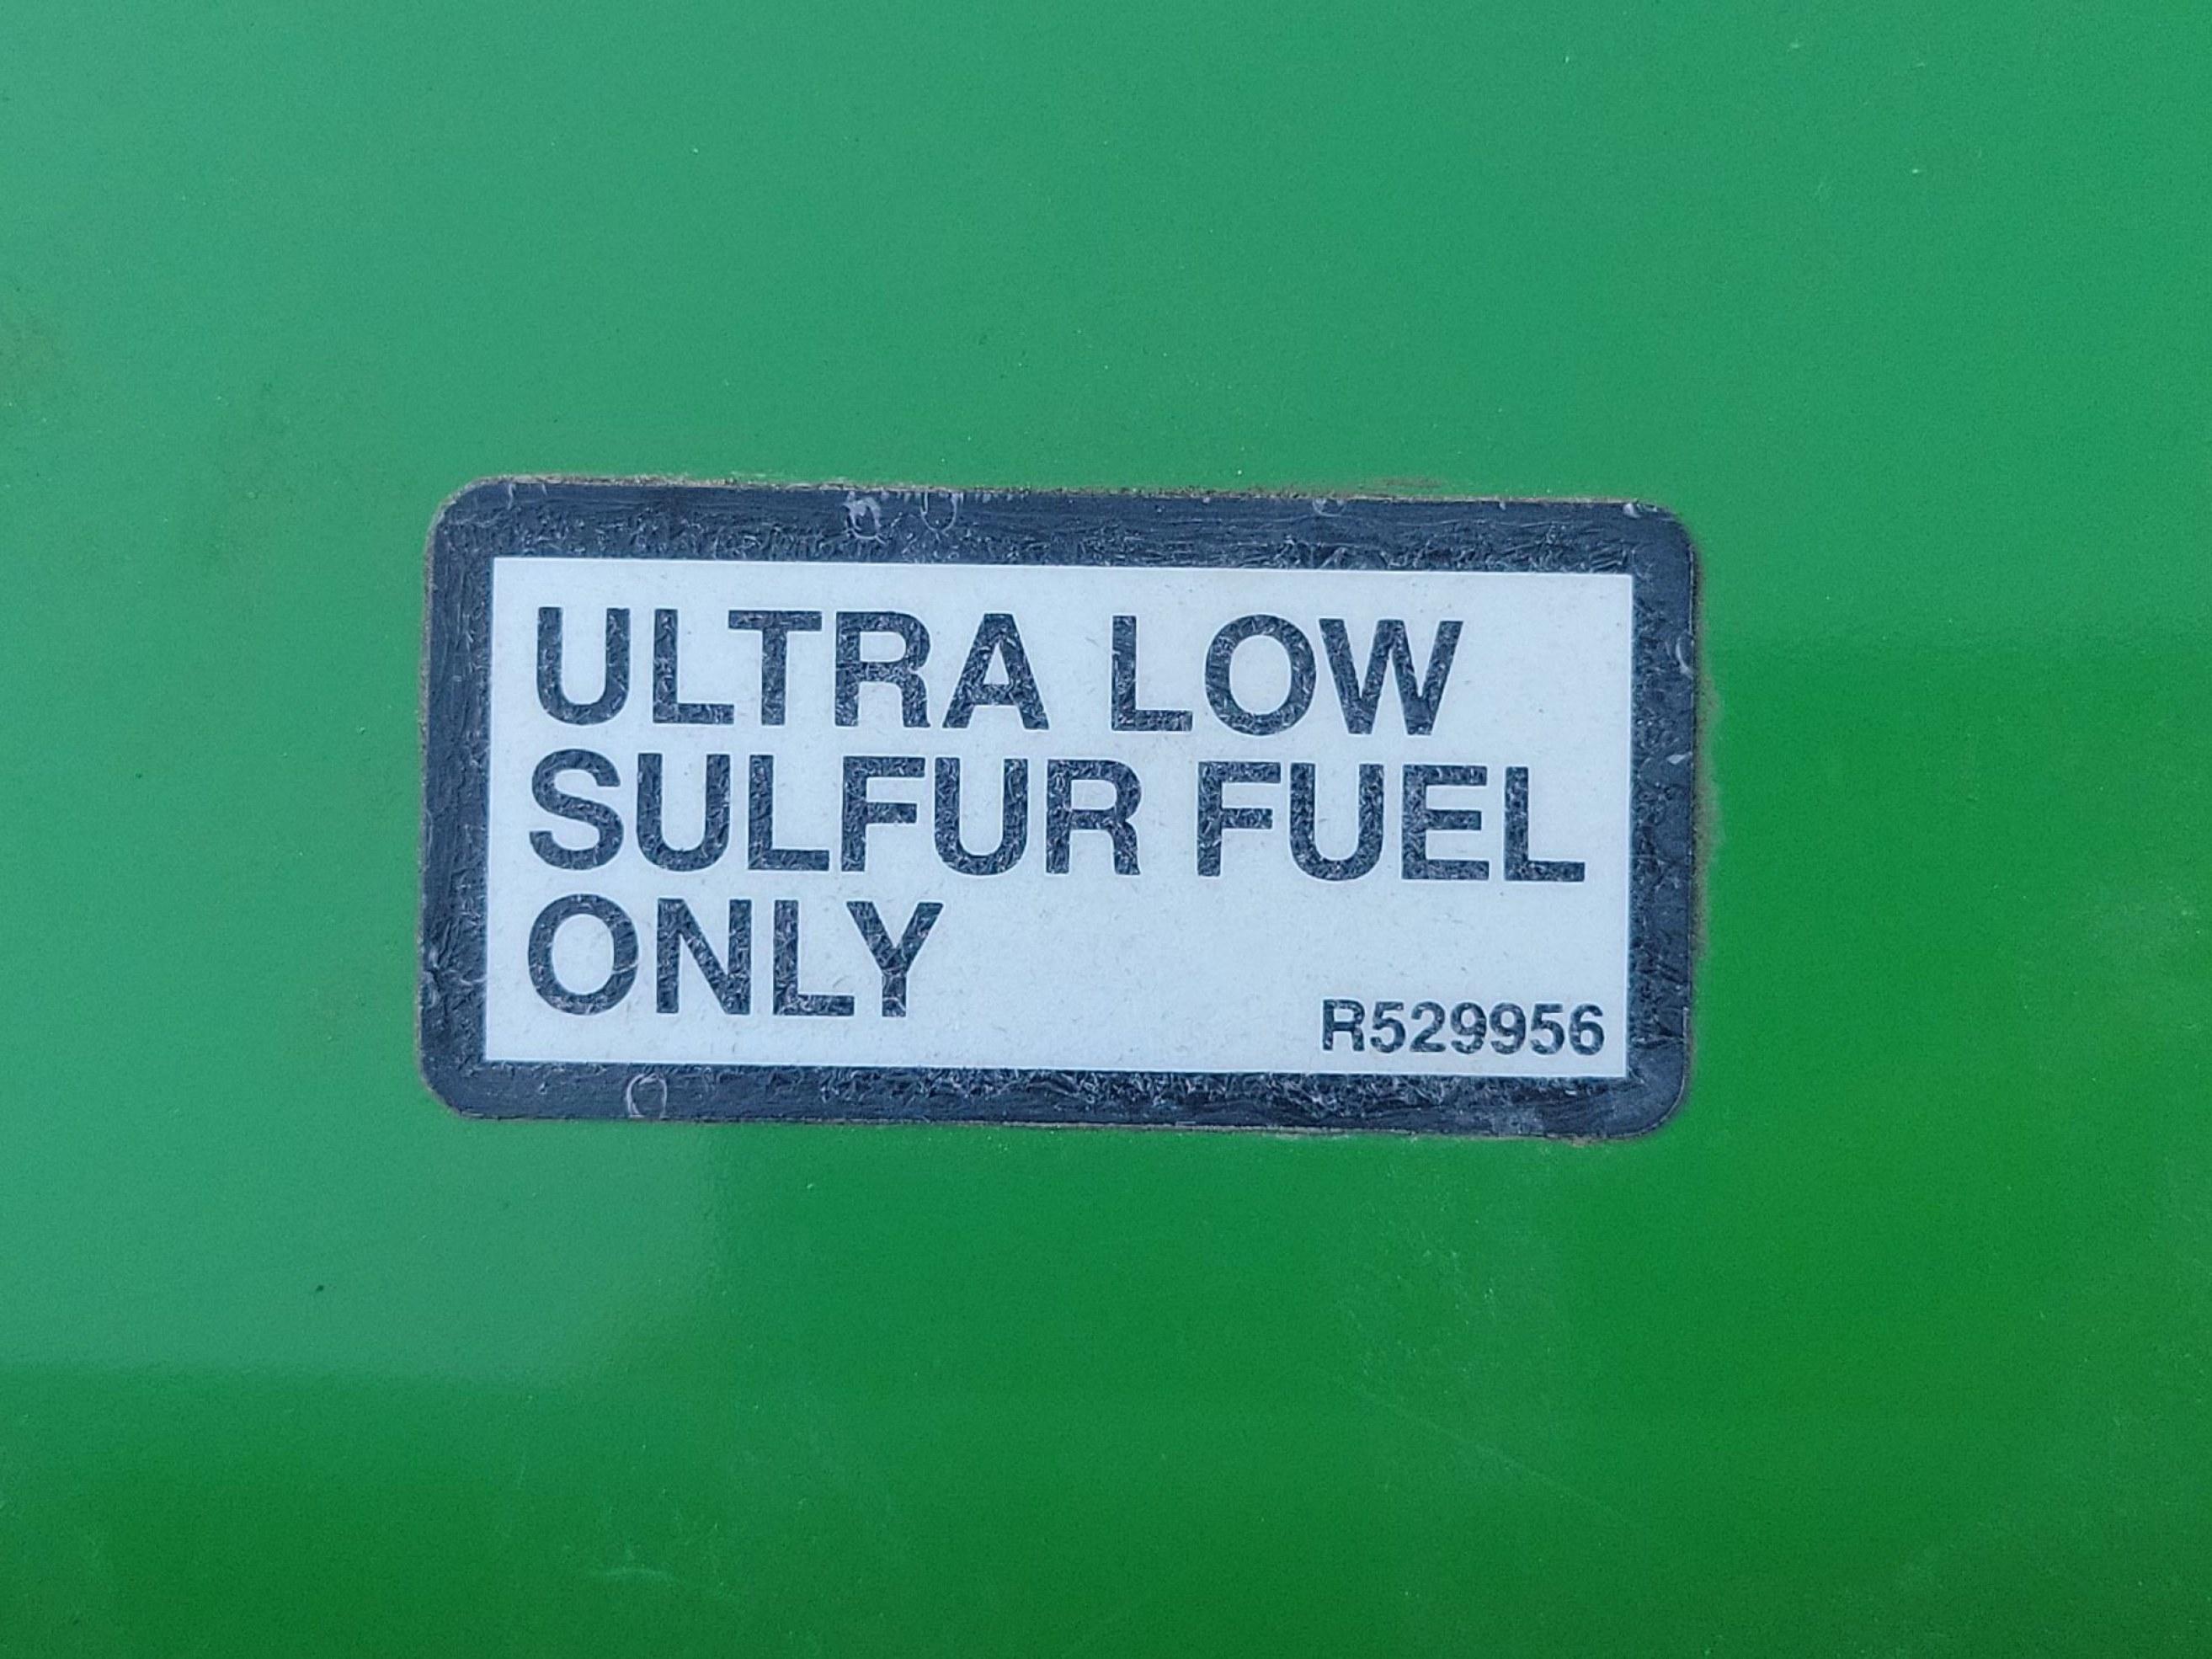 ULTRA LOW
SULFUR FUEL
ONLY
R529956